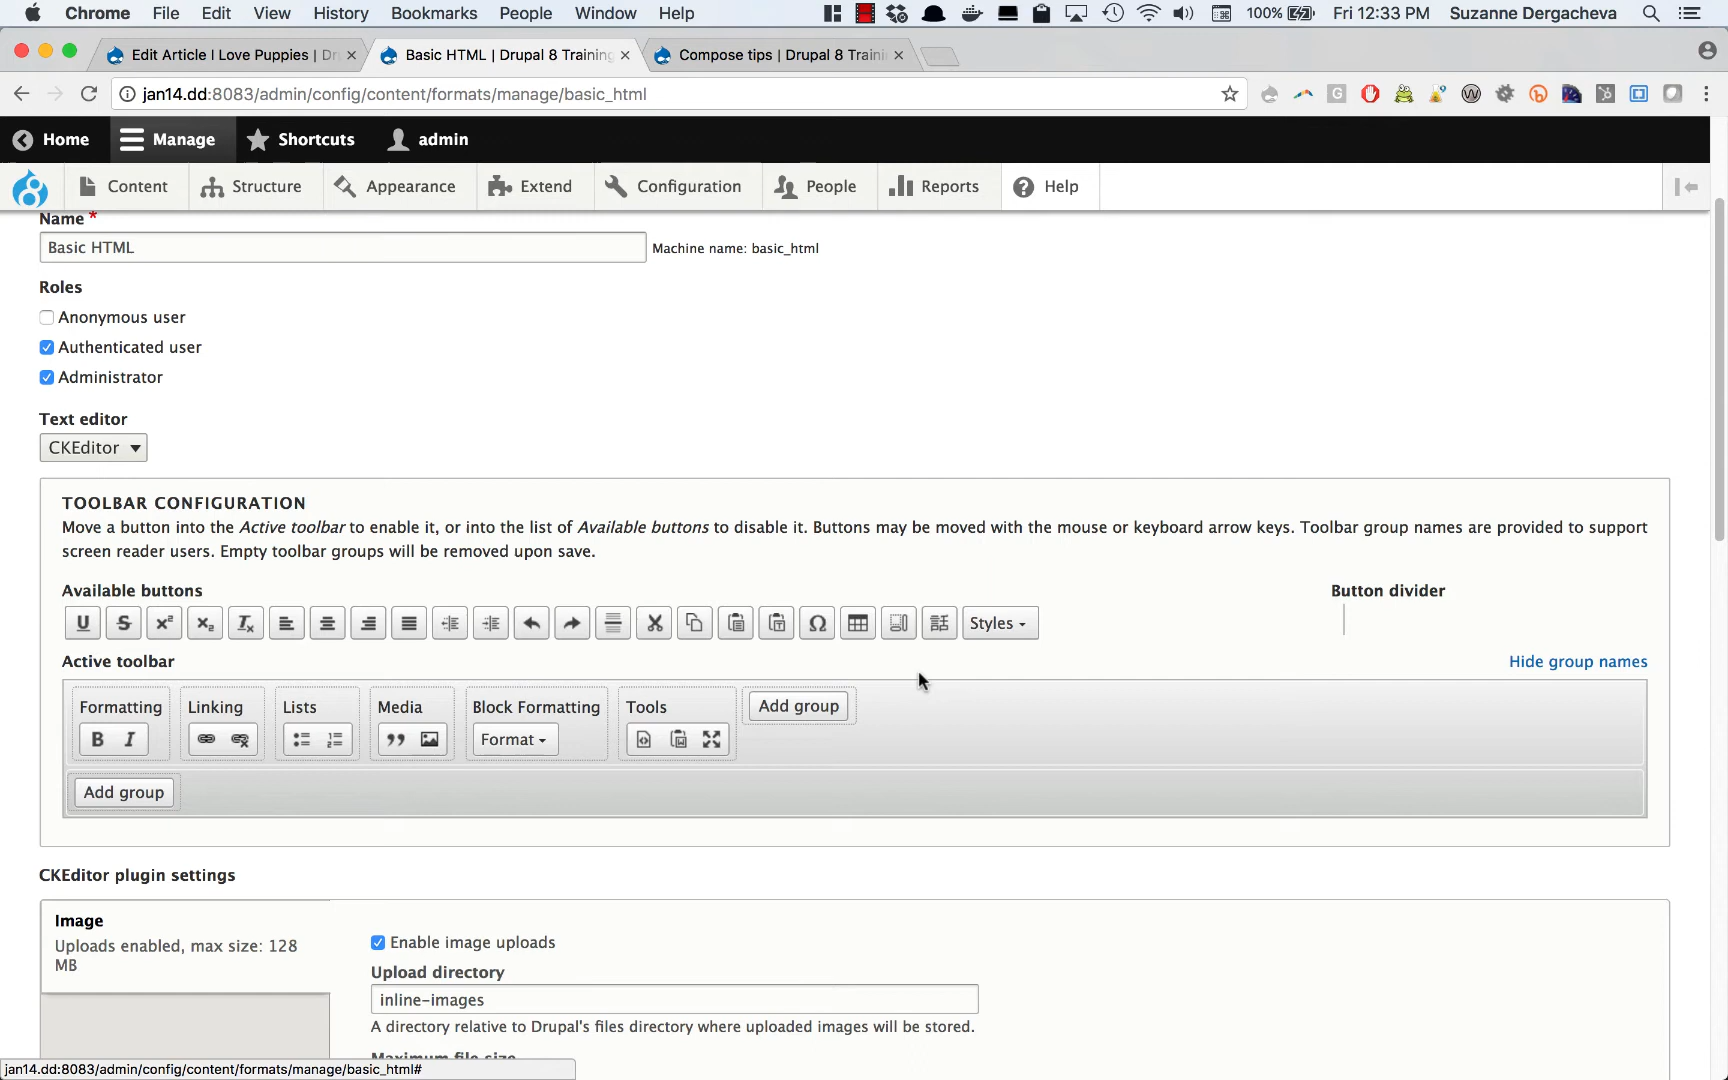 Chrome File Edit View History Bookmarks People Window Help 100% Fri 12:33 PM Suzanne Dergacheva
Edit Article I Love Puppies | Dr Basic HTML | Drupal 8 Training Compose tips | Drupal 8 Traini
jan14.dd:8083/admin/config/content/formats/manage/basic_html
Home Manage Shortcuts admin
Content Structure Appearance Extend Configuration People Reports Help
Name *
Basic HTML Machine name: basic_html
Roles
Anonymous user
Authenticated user
Administrator
Text editor
CKEditor
TOOLBAR CONFIGURATION
Move a button into the Active toolbar to enable it, or into the list of Available buttons to disable it. Buttons may be moved with the mouse or keyboard arrow keys. Toolbar group names are provided to support
screen reader users. Empty toolbar groups will be removed upon save.
Available buttons Button divider
U S x² x₂ Ix Ω Styles
Active toolbar Hide group names
Formatting Linking Lists Media Block Formatting Tools Add group
B I Format
Add group
CKEditor plugin settings
Image
Uploads enabled, max size: 128
MB
Enable image uploads
Upload directory
inline-images
A directory relative to Drupal's files directory where uploaded images will be stored.
Maximum file size
jan14.dd:8083/admin/config/content/formats/manage/basic_html#